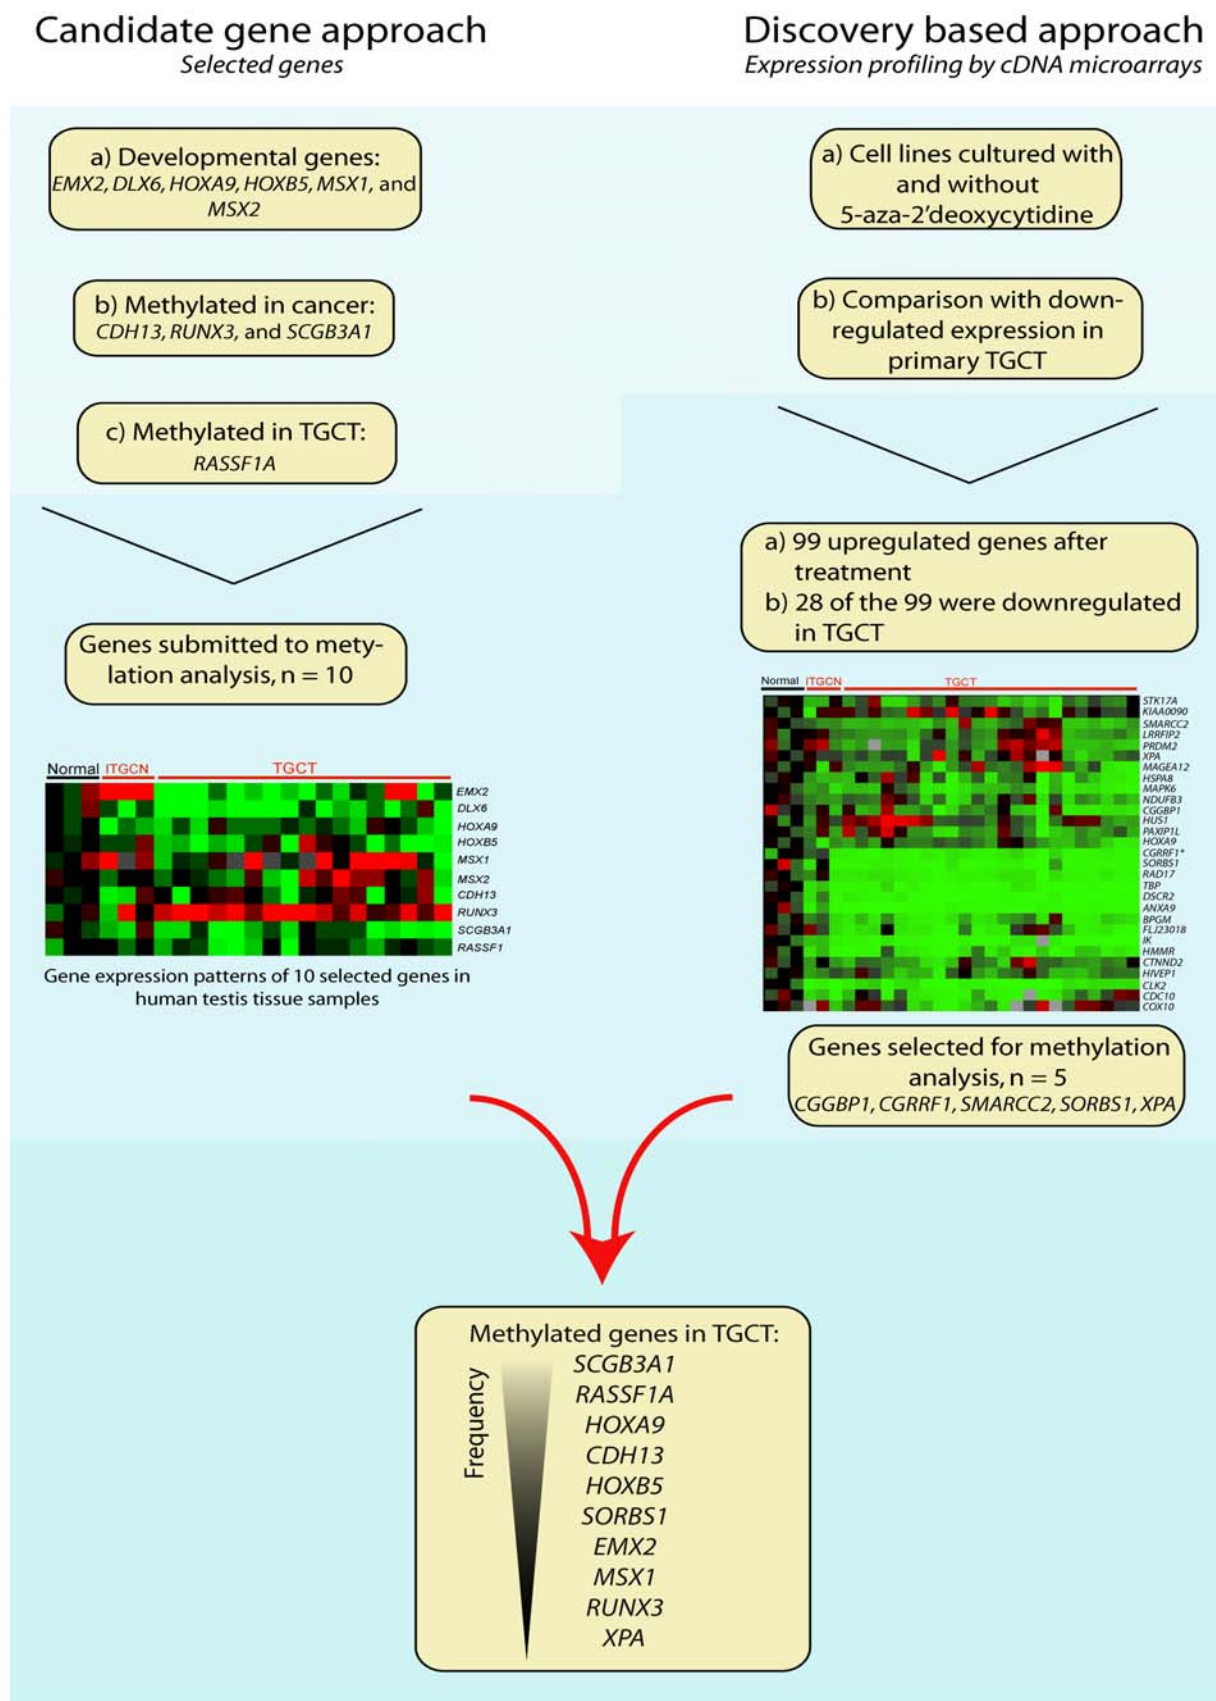 Candidate gene approach
Selected genes
a) Developmental genes:
EMX2, DLX6, HOXA9, HOXB5, MSX1, and
MSX2
b) Methylated in cancer:
CDH13, RUNX3, and SCGB3A1
c) Methylated in TGCT:
RASSF1A
Genes submitted to mety-
lation analysis, n = 10
Normal ITGCN TGCT
EMX2
DLX6
HOXA9
HOXB5
MSX1
MSX2
CDH13
RUNX3
SCGB3A1
RASSF1
Gene expression patterns of 10 selected genes in
human testis tissue samples
Discovery based approach
Expression profiling by cDNA microarrays
a) Cell lines cultured with
and without
5-aza-2'deoxycytidine
b) Comparison with down-
regulated expression in
primary TGCT
a) 99 upregulated genes after
treatment
b) 28 of the 99 were downregulated
in TGCT
Normal ITGCN TGCT
STK17A
KIAA0090
SMARCC2
LRRFIP2
PRDM2
XPA
MAGEA12
HSPA8
MAPK6
NDUFB3
CGGBP1
HUS1
PAXIP1L
HOXA9
CGRRF1*
SORBS1
RAD17
TBP
DSCR2
ANXA9
BPGM
FLJ23018
IK
HMMR
CTNND2
HIVEP1
CLK2
CDC10
COX10
Genes selected for methylation
analysis, n = 5
CGGBP1, CGRRF1, SMARCC2, SORBS1, XPA
Methylated genes in TGCT:
Frequency
SCGB3A1
RASSF1A
HOXA9
CDH13
HOXB5
SORBS1
EMX2
MSX1
RUNX3
XPA